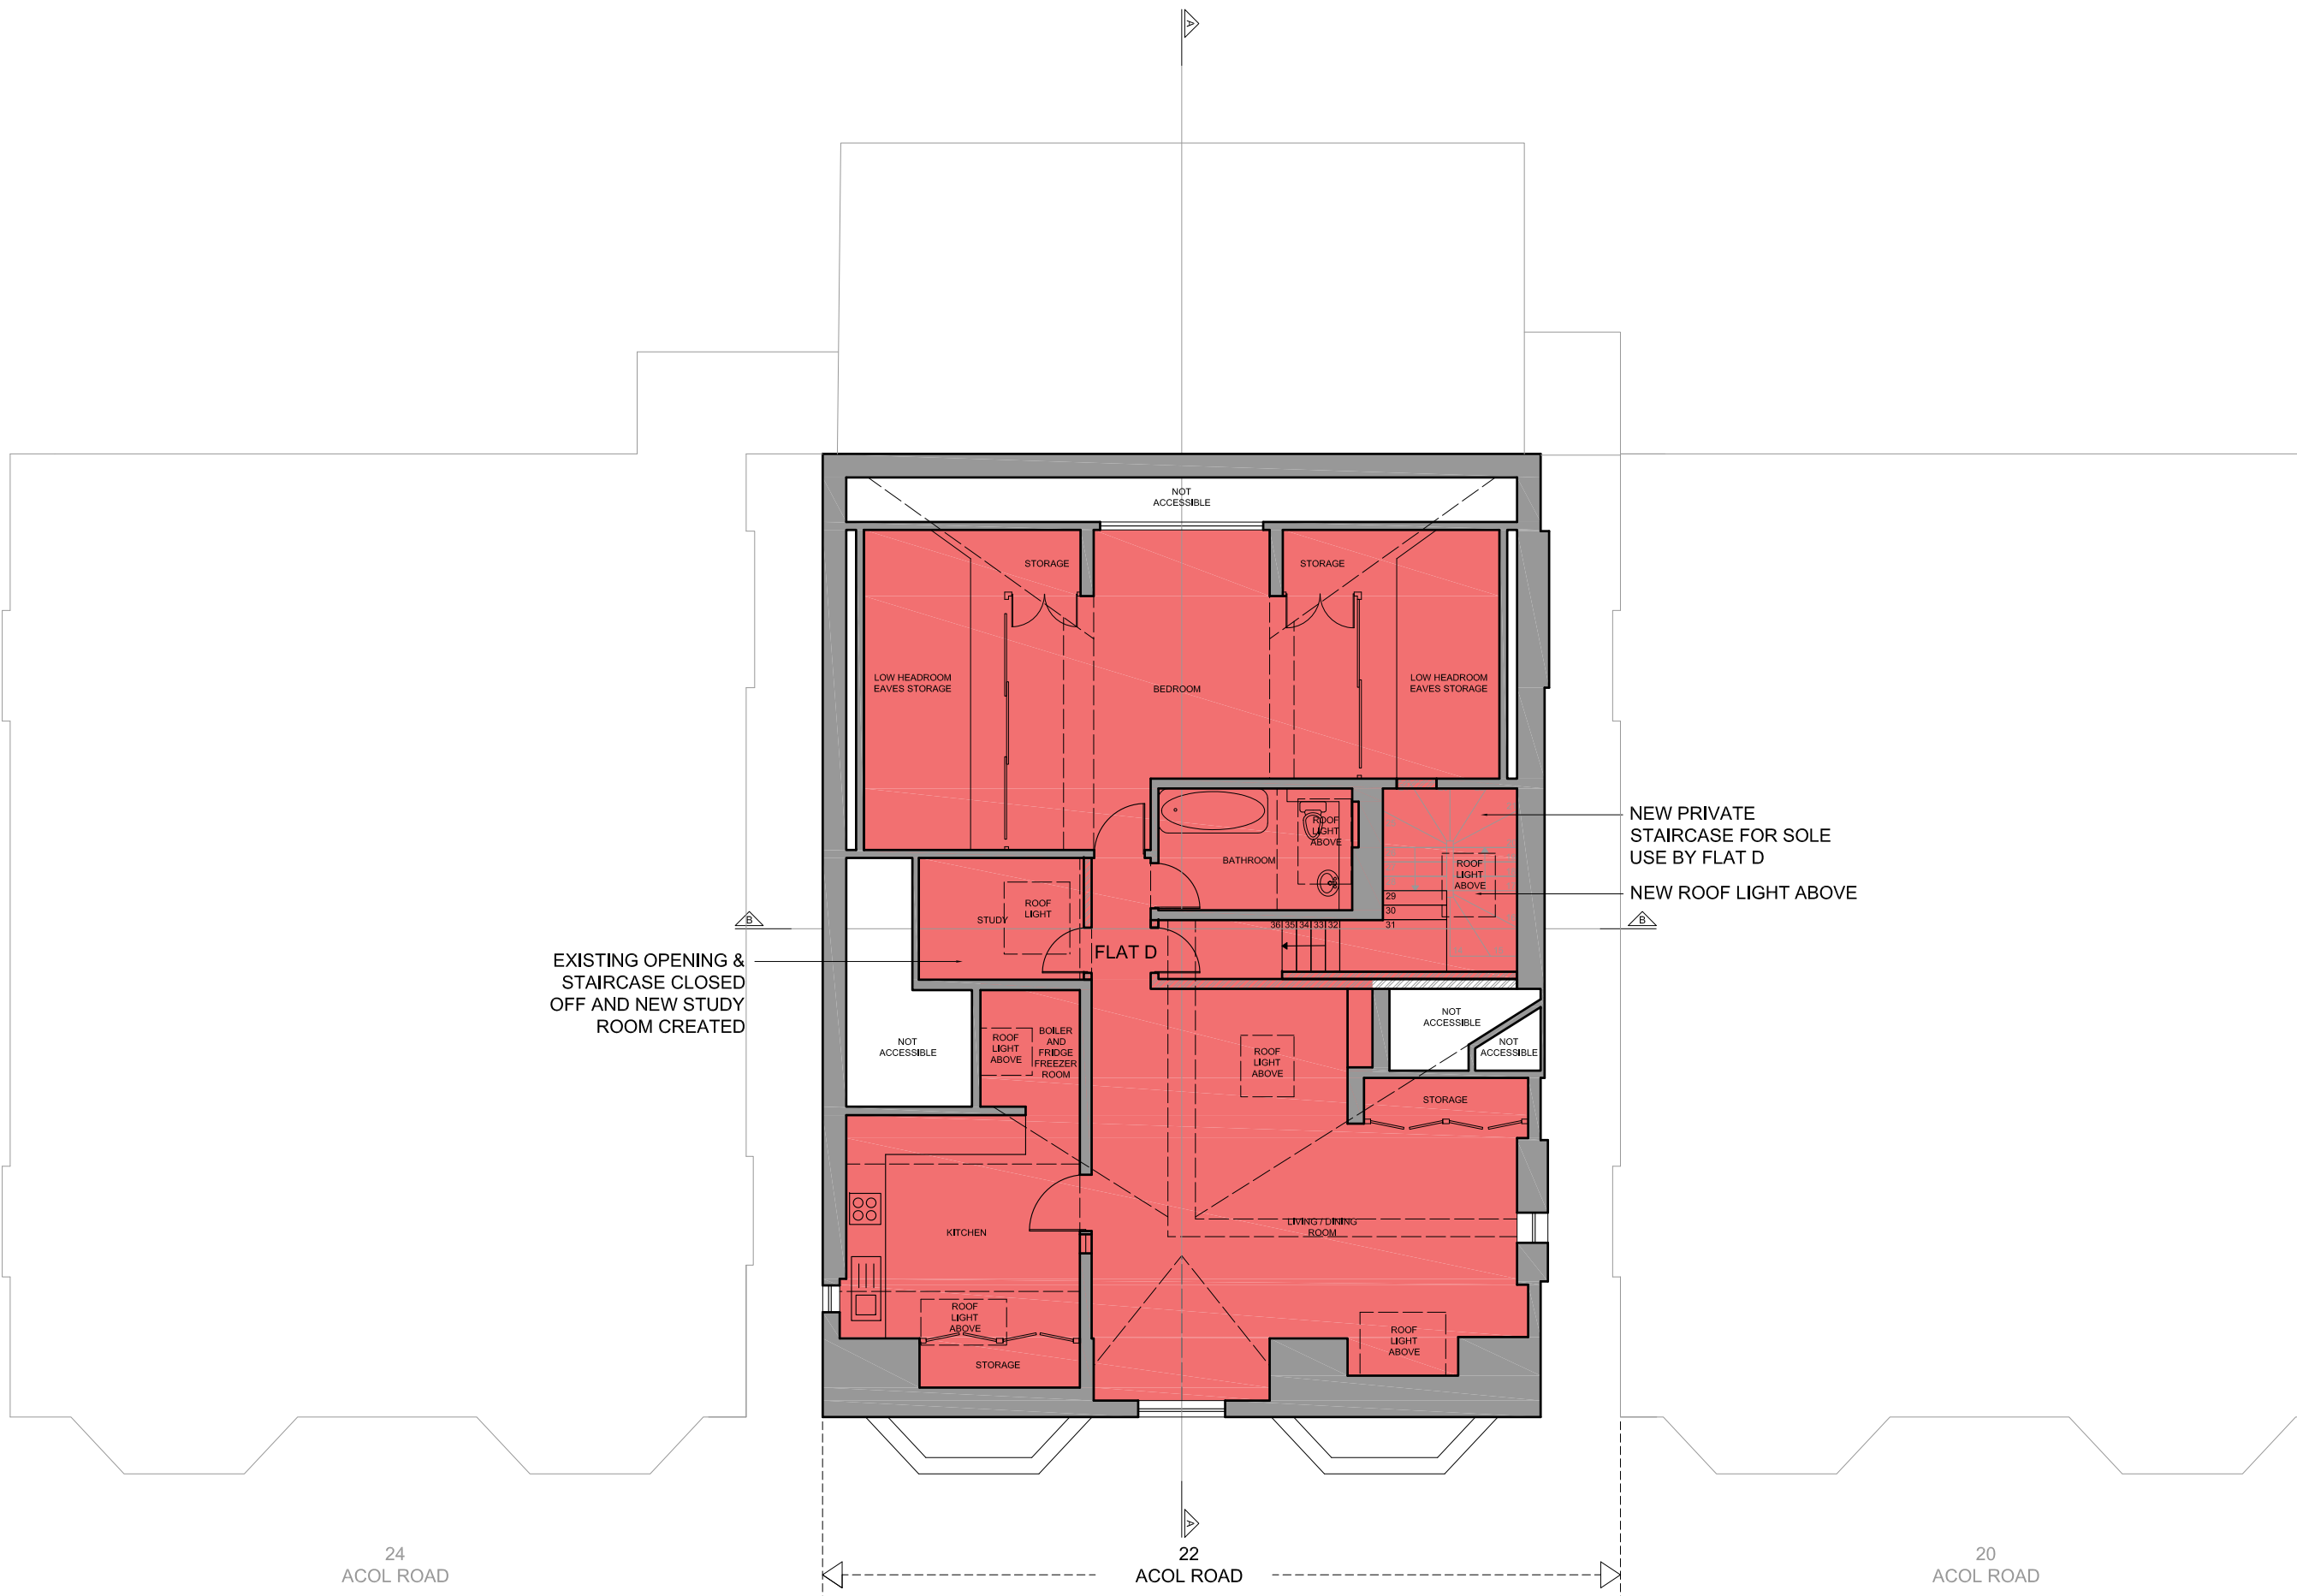 A
NOT
ACCESSIBLE
STORAGE
STORAGE
LOW HEADROOM
EAVES STORAGE
BEDROOM
LOW HEADROOM
EAVES STORAGE
NEW PRIVATE
STAIRCASE FOR SOLE
USE BY FLAT D
NEW ROOF LIGHT ABOVE
ROOF
LIGHT
ABOVE
BATHROOM
ROOF
LIGHT
ABOVE
29
30
31
36 35 34 33 32
ROOF
LIGHT
STUDY
B
B
FLAT D
EXISTING OPENING &
STAIRCASE CLOSED
OFF AND NEW STUDY
ROOM CREATED
NOT
ACCESSIBLE
ROOF
LIGHT
ABOVE
BOILER
AND
FRIDGE
FREEZER
ROOM
ROOF
LIGHT
ABOVE
NOT
ACCESSIBLE
NOT
ACCESSIBLE
STORAGE
KITCHEN
LIVING / DINING
ROOM
ROOF
LIGHT
ABOVE
STORAGE
ROOF
LIGHT
ABOVE
A
24
ACOL ROAD
22
ACOL ROAD
20
ACOL ROAD